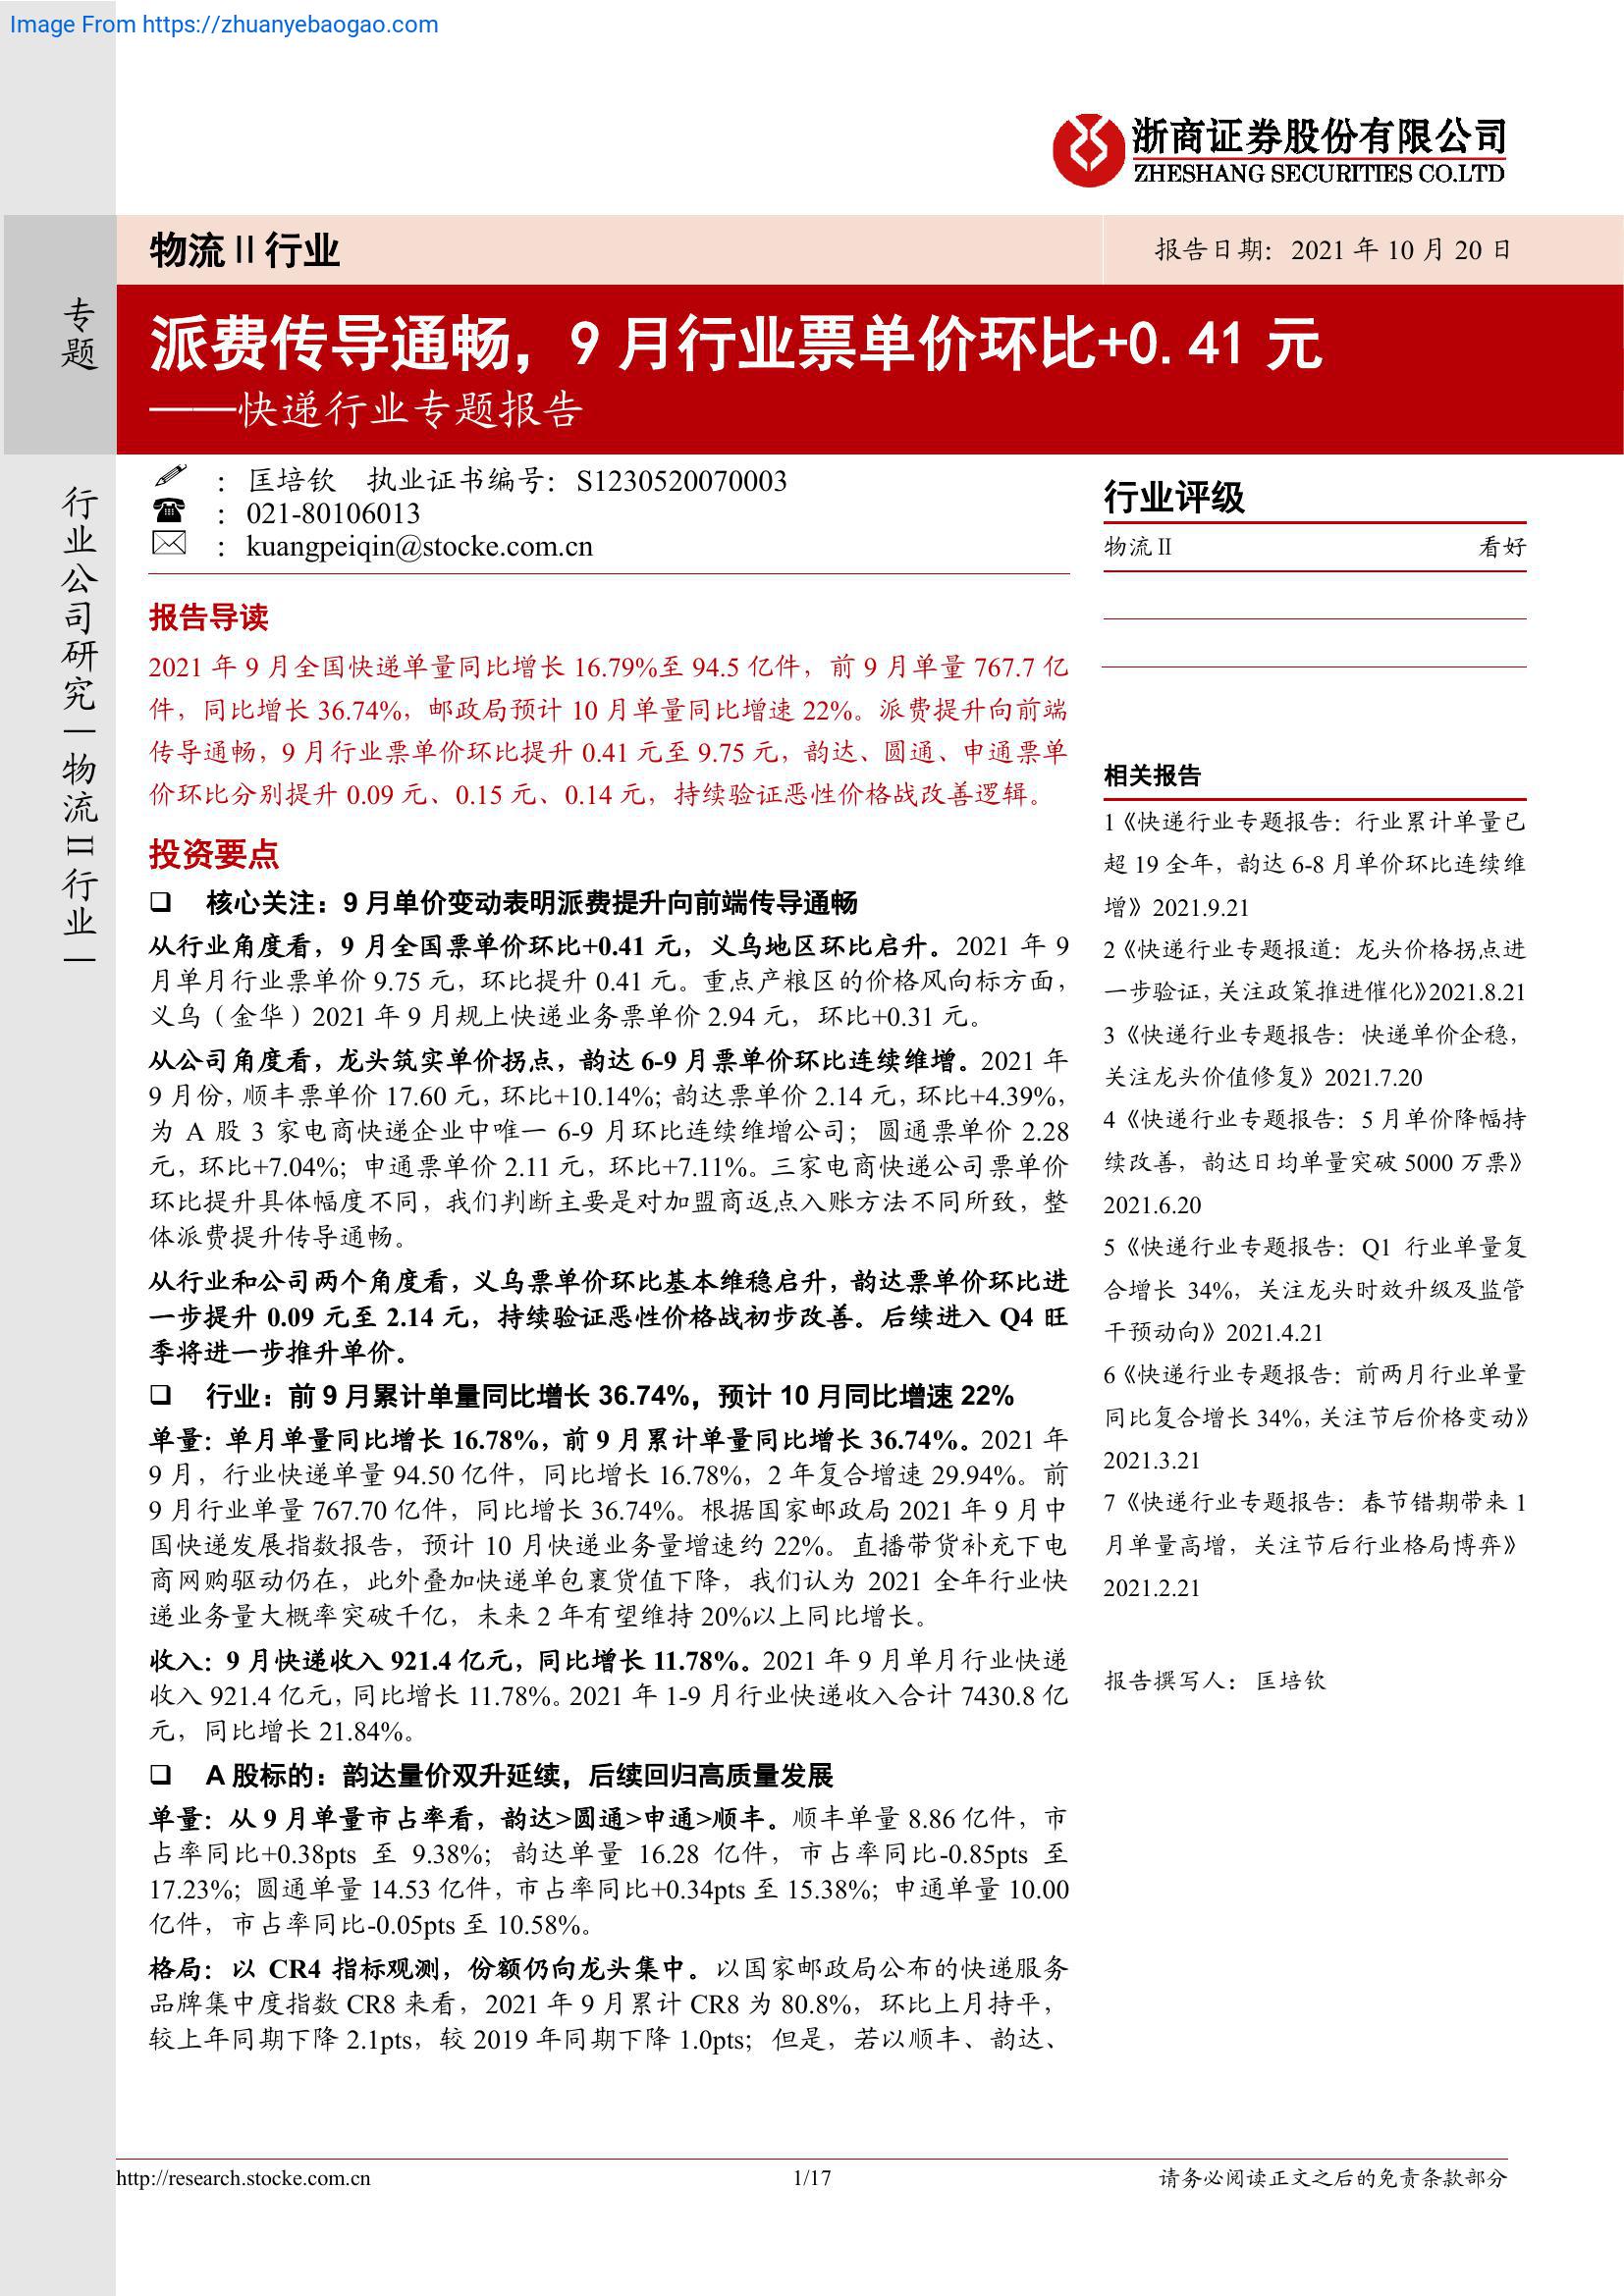 Image From https://zhuanyebaogao.com
浙商证券股份有限公司
ZHESHANG SECURITIES CO.LTD
物流Ⅱ行业
报告日期：2021 年 10 月 20 日
专题
派费传导通畅，9 月行业票单价环比+0.41 元
——快递行业专题报告
行业公司研究｜物流Ⅱ行业｜
： 匡培钦 执业证书编号：S1230520070003
： 021-80106013
： kuangpeiqin@stocke.com.cn
报告导读
2021 年 9 月全国快递单量同比增长 16.79%至 94.5 亿件，前 9 月单量 767.7 亿
件，同比增长 36.74%，邮政局预计 10 月单量同比增速 22%。派费提升向前端
传导通畅，9 月行业票单价环比提升 0.41 元至 9.75 元，韵达、圆通、申通票单
价环比分别提升 0.09 元、0.15 元、0.14 元，持续验证恶性价格战改善逻辑。
投资要点
❑ 核心关注：9 月单价变动表明派费提升向前端传导通畅
从行业角度看，9 月全国票单价环比+0.41 元，义乌地区环比启升。2021 年 9
月单月行业票单价 9.75 元，环比提升 0.41 元。重点产粮区的价格风向标方面，
义乌（金华）2021 年 9 月规上快递业务票单价 2.94 元，环比+0.31 元。
从公司角度看，龙头筑实单价拐点，韵达 6-9 月票单价环比连续维增。2021 年
9 月份，顺丰票单价 17.60 元，环比+10.14%；韵达票单价 2.14 元，环比+4.39%，
为 A 股 3 家电商快递企业中唯一 6-9 月环比连续维增公司；圆通票单价 2.28
元，环比+7.04%；申通票单价 2.11 元，环比+7.11%。三家电商快递公司票单价
环比提升具体幅度不同，我们判断主要是对加盟商返点入账方法不同所致，整
体派费提升传导通畅。
从行业和公司两个角度看，义乌票单价环比基本维稳启升，韵达票单价环比进
一步提升 0.09 元至 2.14 元，持续验证恶性价格战初步改善。后续进入 Q4 旺
季将进一步推升单价。
❑ 行业：前 9 月累计单量同比增长 36.74%，预计 10 月同比增速 22%
单量：单月单量同比增长 16.78%，前 9 月累计单量同比增长 36.74%。2021 年
9 月，行业快递单量 94.50 亿件，同比增长 16.78%，2 年复合增速 29.94%。前
9 月行业单量 767.70 亿件，同比增长 36.74%。根据国家邮政局 2021 年 9 月中
国快递发展指数报告，预计 10 月快递业务量增速约 22%。直播带货补充下电
商网购驱动仍在，此外叠加快递单包裹货值下降，我们认为 2021 全年行业快
递业务量大概率突破千亿，未来 2 年有望维持 20%以上同比增长。
收入：9 月快递收入 921.4 亿元，同比增长 11.78%。2021 年 9 月单月行业快递
收入 921.4 亿元，同比增长 11.78%。2021 年 1-9 月行业快递收入合计 7430.8 亿
元，同比增长 21.84%。
❑ A 股标的：韵达量价双升延续，后续回归高质量发展
单量：从 9 月单量市占率看，韵达>圆通>申通>顺丰。顺丰单量 8.86 亿件，市
占率同比+0.38pts 至 9.38%；韵达单量 16.28 亿件，市占率同比-0.85pts 至
17.23%；圆通单量 14.53 亿件，市占率同比+0.34pts 至 15.38%；申通单量 10.00
亿件，市占率同比-0.05pts 至 10.58%。
格局：以 CR4 指标观测，份额仍向龙头集中。以国家邮政局公布的快递服务
品牌集中度指数 CR8 来看，2021 年 9 月累计 CR8 为 80.8%，环比上月持平，
较上年同期下降 2.1pts，较 2019 年同期下降 1.0pts；但是，若以顺丰、韵达、
行业评级
物流Ⅱ 看好
相关报告
1《快递行业专题报告：行业累计单量已
超 19 全年，韵达 6-8 月单价环比连续维
增》2021.9.21
2《快递行业专题报道：龙头价格拐点进
一步验证,关注政策推进催化》2021.8.21
3《快递行业专题报告：快递单价企稳，
关注龙头价值修复》2021.7.20
4《快递行业专题报告：5 月单价降幅持
续改善，韵达日均单量突破 5000 万票》
2021.6.20
5《快递行业专题报告：Q1 行业单量复
合增长 34%，关注龙头时效升级及监管
干预动向》2021.4.21
6《快递行业专题报告：前两月行业单量
同比复合增长 34%,关注节后价格变动》
2021.3.21
7《快递行业专题报告：春节错期带来 1
月单量高增，关注节后行业格局博弈》
2021.2.21
报告撰写人：匡培钦
http://research.stocke.com.cn
1/17
请务必阅读正文之后的免责条款部分